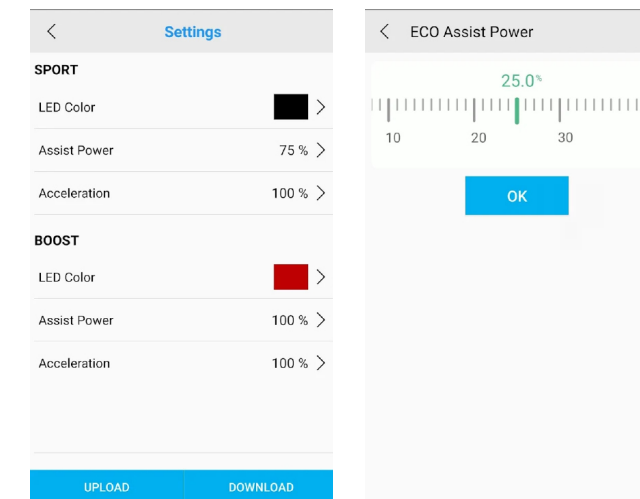 Settings
SPORT
LED Color
Assist Power 75 %
Acceleration 100 %
BOOST
LED Color
Assist Power 100 %
Acceleration 100 %
UPLOAD DOWNLOAD
ECO Assist Power
25.0%
10 20 30
OK